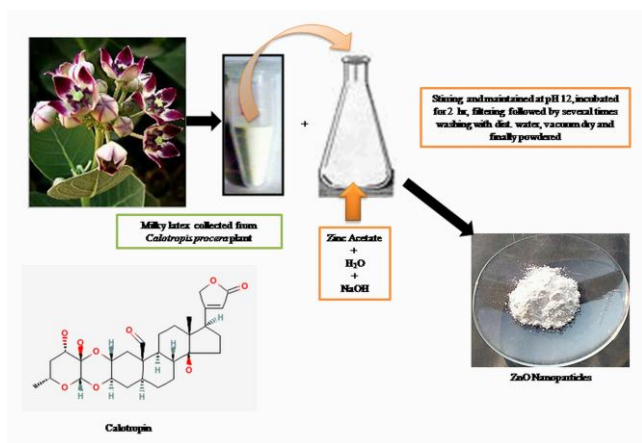 Stirring and maintained at pH 12, incubated
for 2 hr, filtering followed by several times
washing with dist. water, vacuum dry and
finally powdered
+
Milky latex collected from
Calotropis procera plant
Zinc Acetate
+
H₂O
+
NaOH
ZnO Nanoparticles
O
O
O
O
H
O
O
H
H
H
O
O
H
H
H
O
H
Calotropin